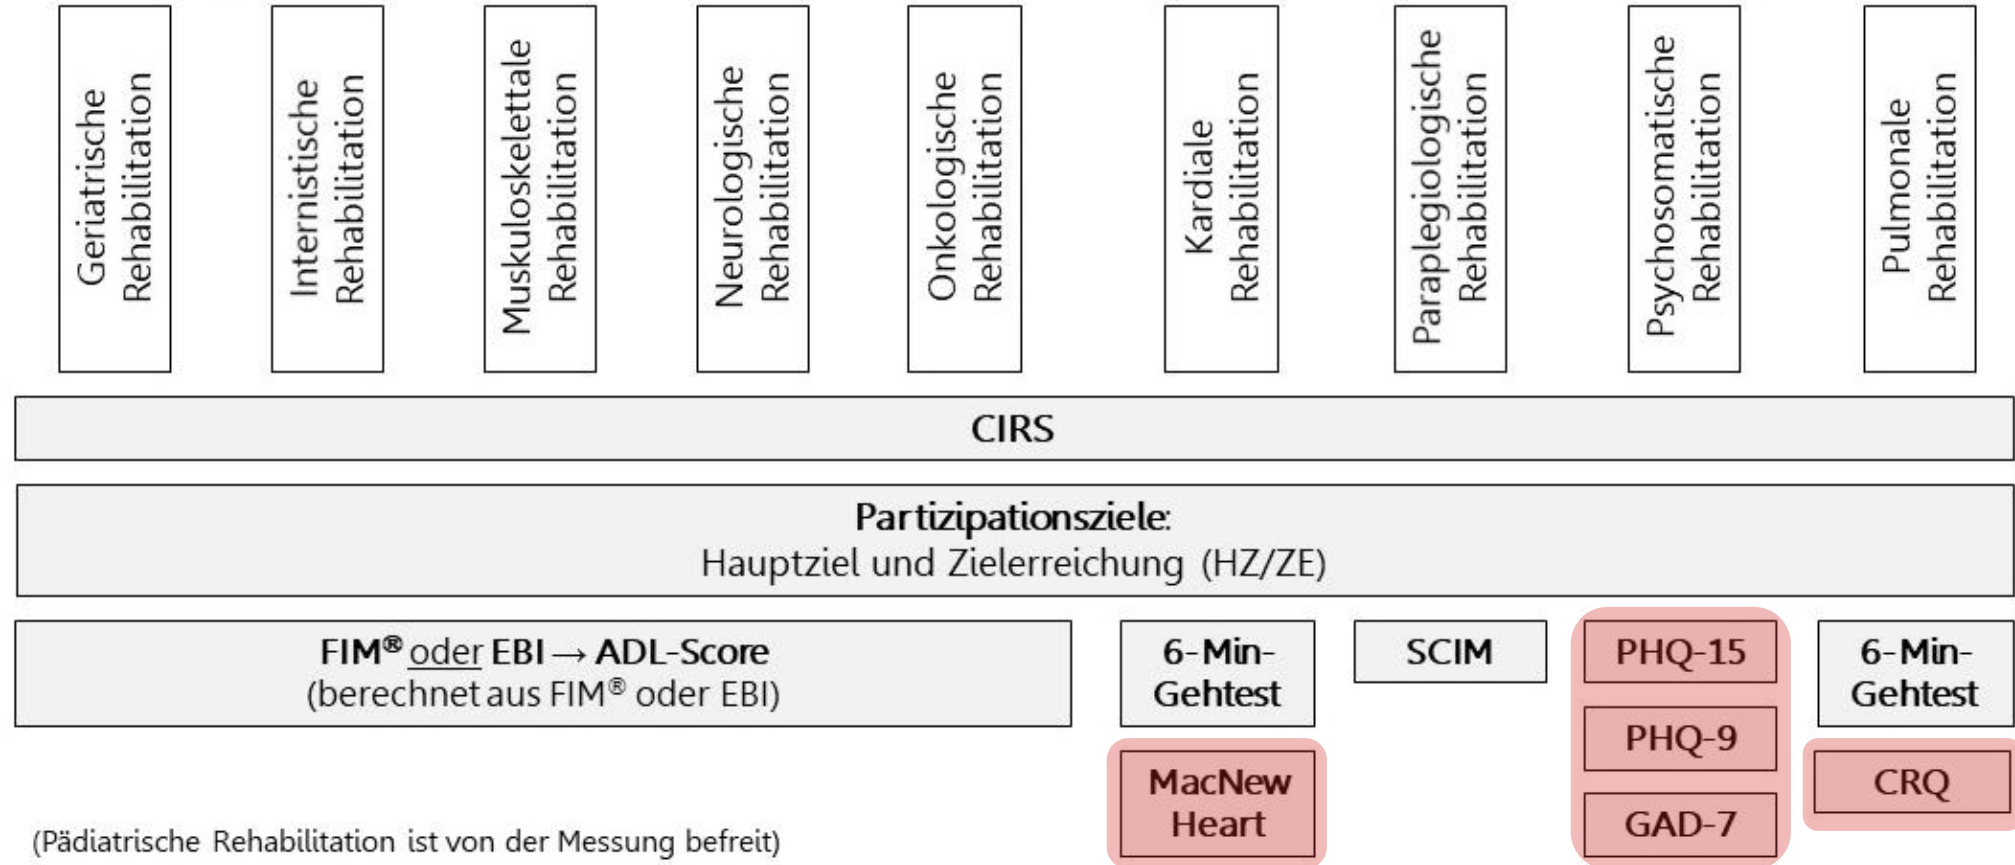 Geriatrische
Rehabilitation
Internistische
Rehabilitation
Muskuloskelettale
Rehabilitation
Neurologische
Rehabilitation
Onkologische
Rehabilitation
Kardiale
Rehabilitation
Paraplegiologische
Rehabilitation
Psychosomatische
Rehabilitation
Pulmonale
Rehabilitation
CIRS
Partizipationsziele:
Hauptziel und Zielerreichung (HZ/ZE)
FIM® oder EBI → ADL-Score
(berechnet aus FIM® oder EBI)
6-Min-
Gehtest
MacNew
Heart
SCIM
PHQ-15
PHQ-9
GAD-7
6-Min-
Gehtest
CRQ
(Pädiatrische Rehabilitation ist von der Messung befreit)